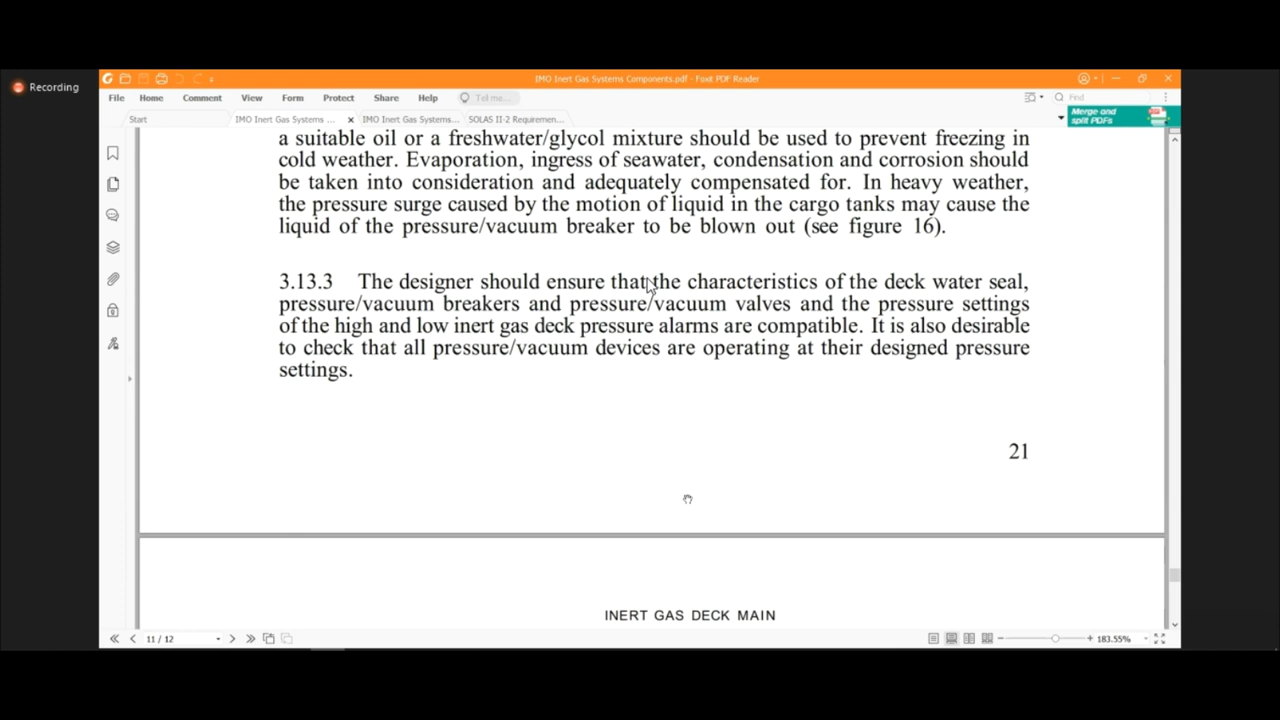 IMO Inert Gas Systems Components.pdf - Foxit PDF Reader
Recording
File Home Comment View Form Protect Share Help Tell me... Find
Start IMO Inert Gas Systems ... IMO Inert Gas Systems... SOLAS II-2 Requiremen...
Merge and
split PDFs
a suitable oil or a freshwater/glycol mixture should be used to prevent freezing in
cold weather. Evaporation, ingress of seawater, condensation and corrosion should
be taken into consideration and adequately compensated for. In heavy weather,
the pressure surge caused by the motion of liquid in the cargo tanks may cause the
liquid of the pressure/vacuum breaker to be blown out (see figure 16).
3.13.3 The designer should ensure that the characteristics of the deck water seal,
pressure/vacuum breakers and pressure/vacuum valves and the pressure settings
of the high and low inert gas deck pressure alarms are compatible. It is also desirable
to check that all pressure/vacuum devices are operating at their designed pressure
settings.
21
INERT GAS DECK MAIN
11 / 12
183.55%